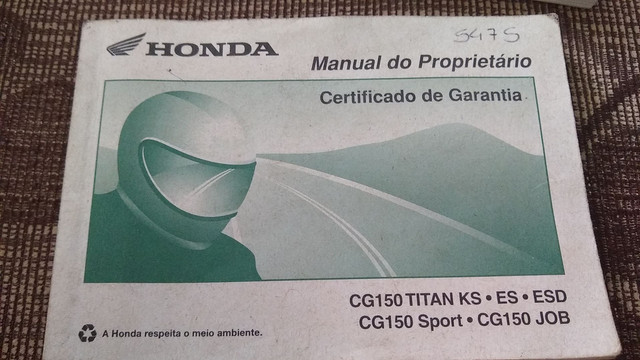 HONDA
5475
Manual do Proprietário
Certificado de Garantia
CG150 TITAN KS • ES • ESD
CG150 Sport • CG150 JOB
A Honda respeita o meio ambiente.